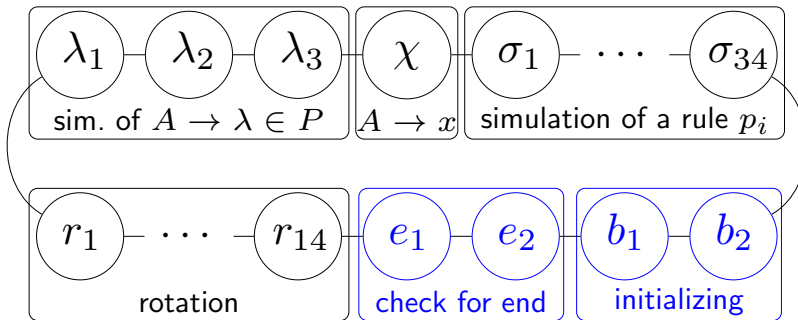 λ₁ λ₂ λ₃ χ σ₁ ··· σ₃₄
sim. of A → λ ∈ P A → x simulation of a rule pᵢ
r₁ ··· r₁₄ e₁ e₂ b₁ b₂
rotation check for end initializing